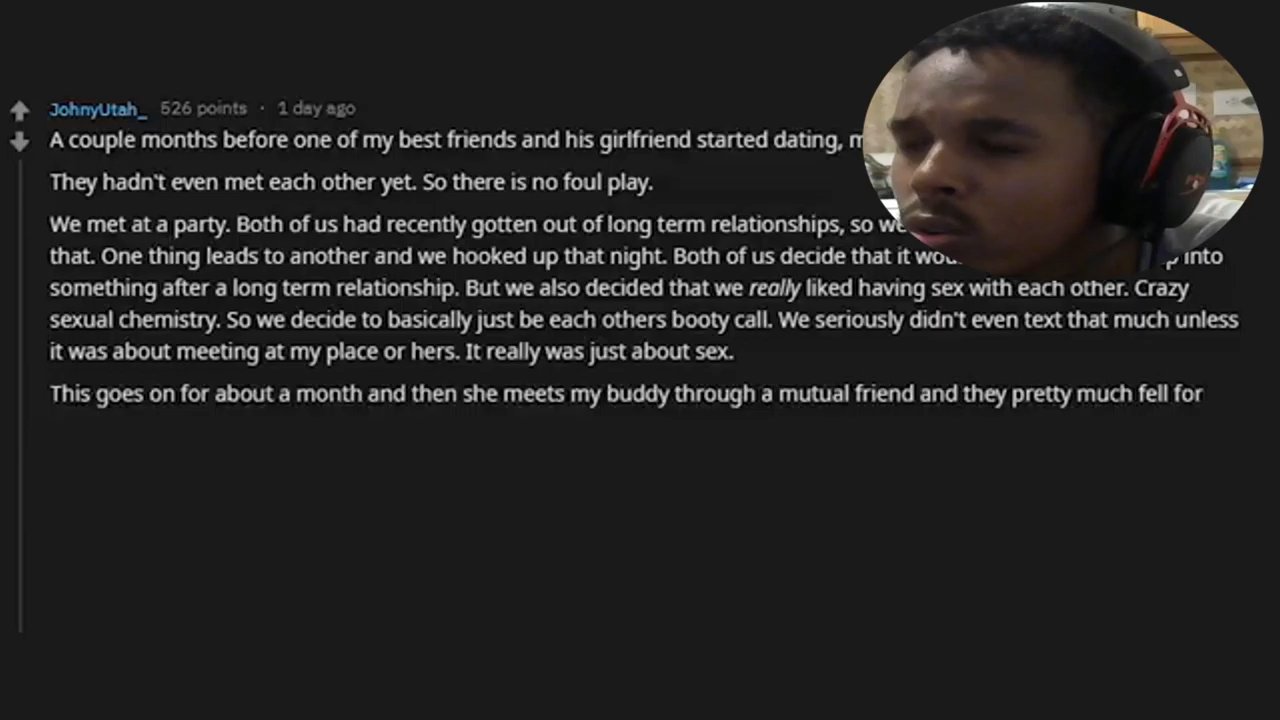 JohnyUtah_ 526 points · 1 day ago
A couple months before one of my best friends and his girlfriend started dating,
They hadn't even met each other yet. So there is no foul play.
We met at a party. Both of us had recently gotten out of long term relationships, so
that. One thing leads to another and we hooked up that night. Both of us decide that it into
something after a long term relationship. But we also decided that we really liked having sex with each other. Crazy
sexual chemistry. So we decide to basically just be each others booty call. We seriously didn't even text that much unless
it was about meeting at my place or hers. It really was just about sex.
This goes on for about a month and then she meets my buddy through a mutual friend and they pretty much fell for